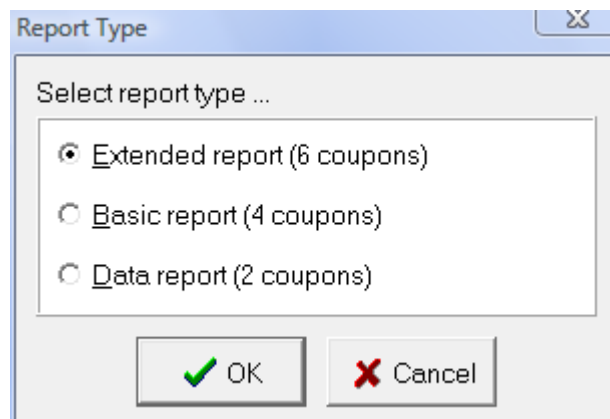 Report Type
Select report type ...
Extended report (6 coupons)
Basic report (4 coupons)
Data report (2 coupons)
OK
Cancel